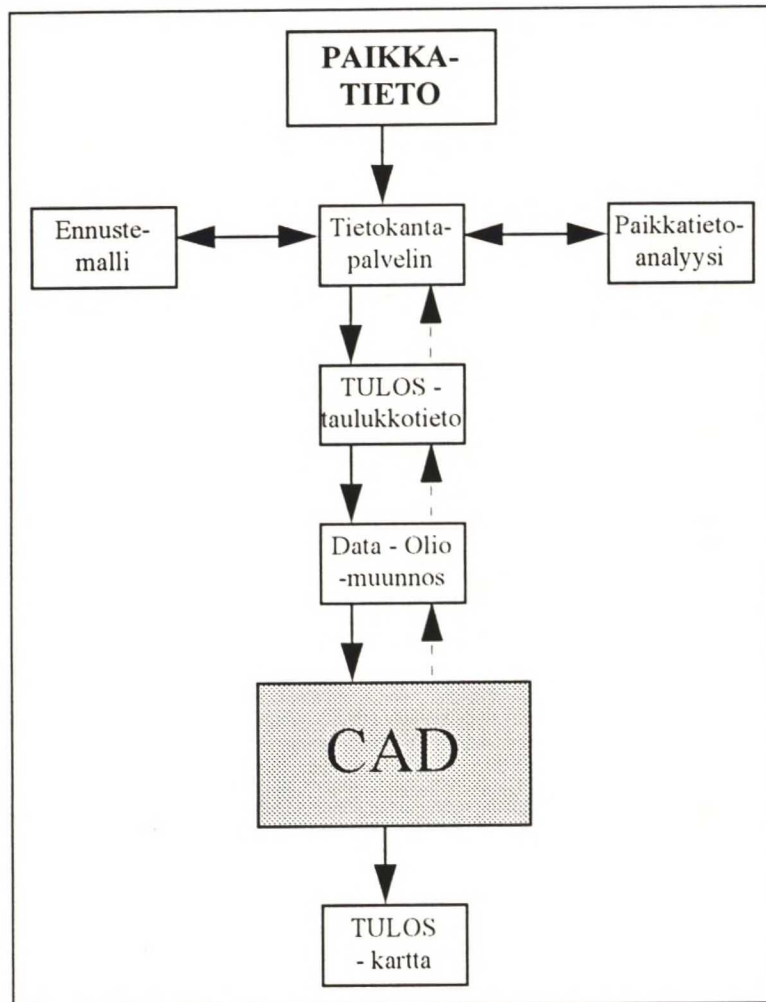 PAIKKA-
TIETO
Ennuste-
malli
Tietokanta-
palvelin
Paikkatieto-
analyysi
TULOS -
taulukkotieto
Data - Olio
-muunnos
CAD
TULOS
- kartta